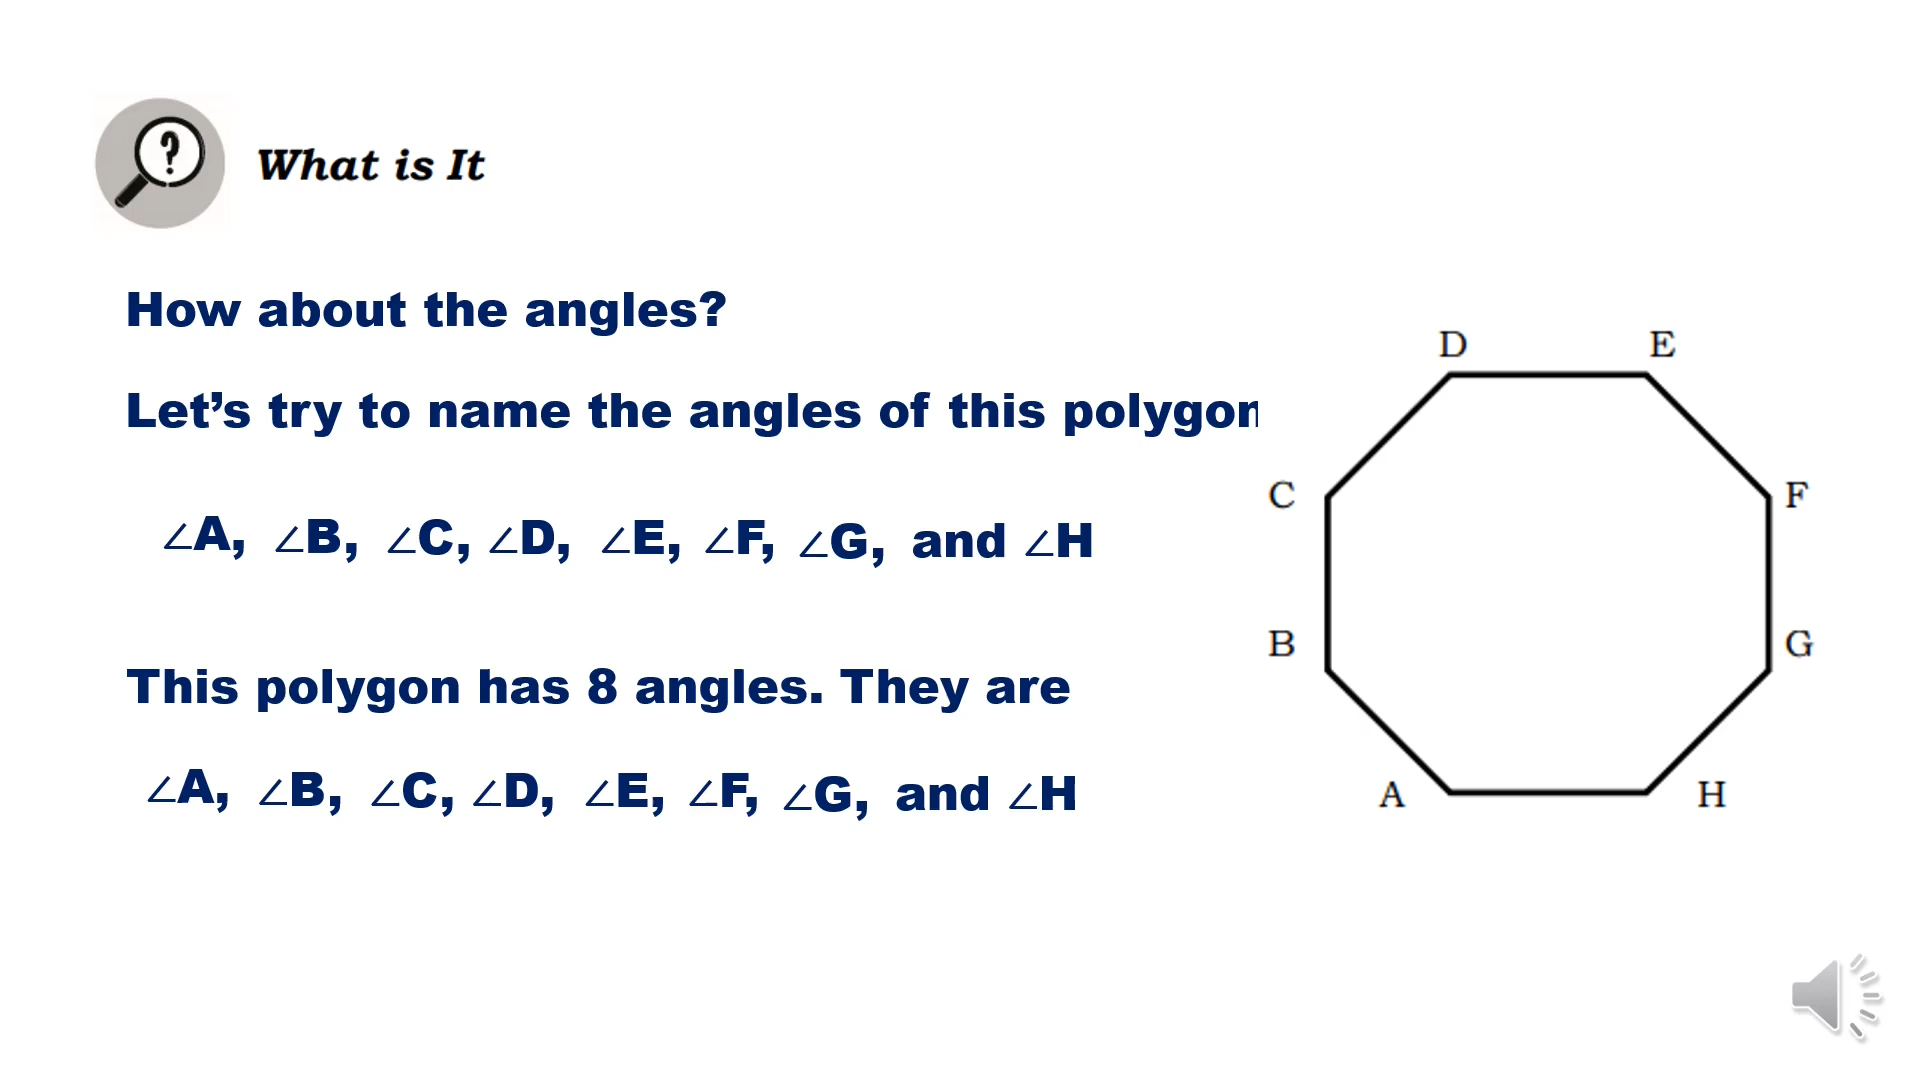 ?
What is It
How about the angles?
Let’s try to name the angles of this polygon
∠A, ∠B, ∠C, ∠D, ∠E, ∠F, ∠G, and ∠H
This polygon has 8 angles. They are
∠A, ∠B, ∠C, ∠D, ∠E, ∠F, ∠G, and ∠H
D E
C F
B G
A H